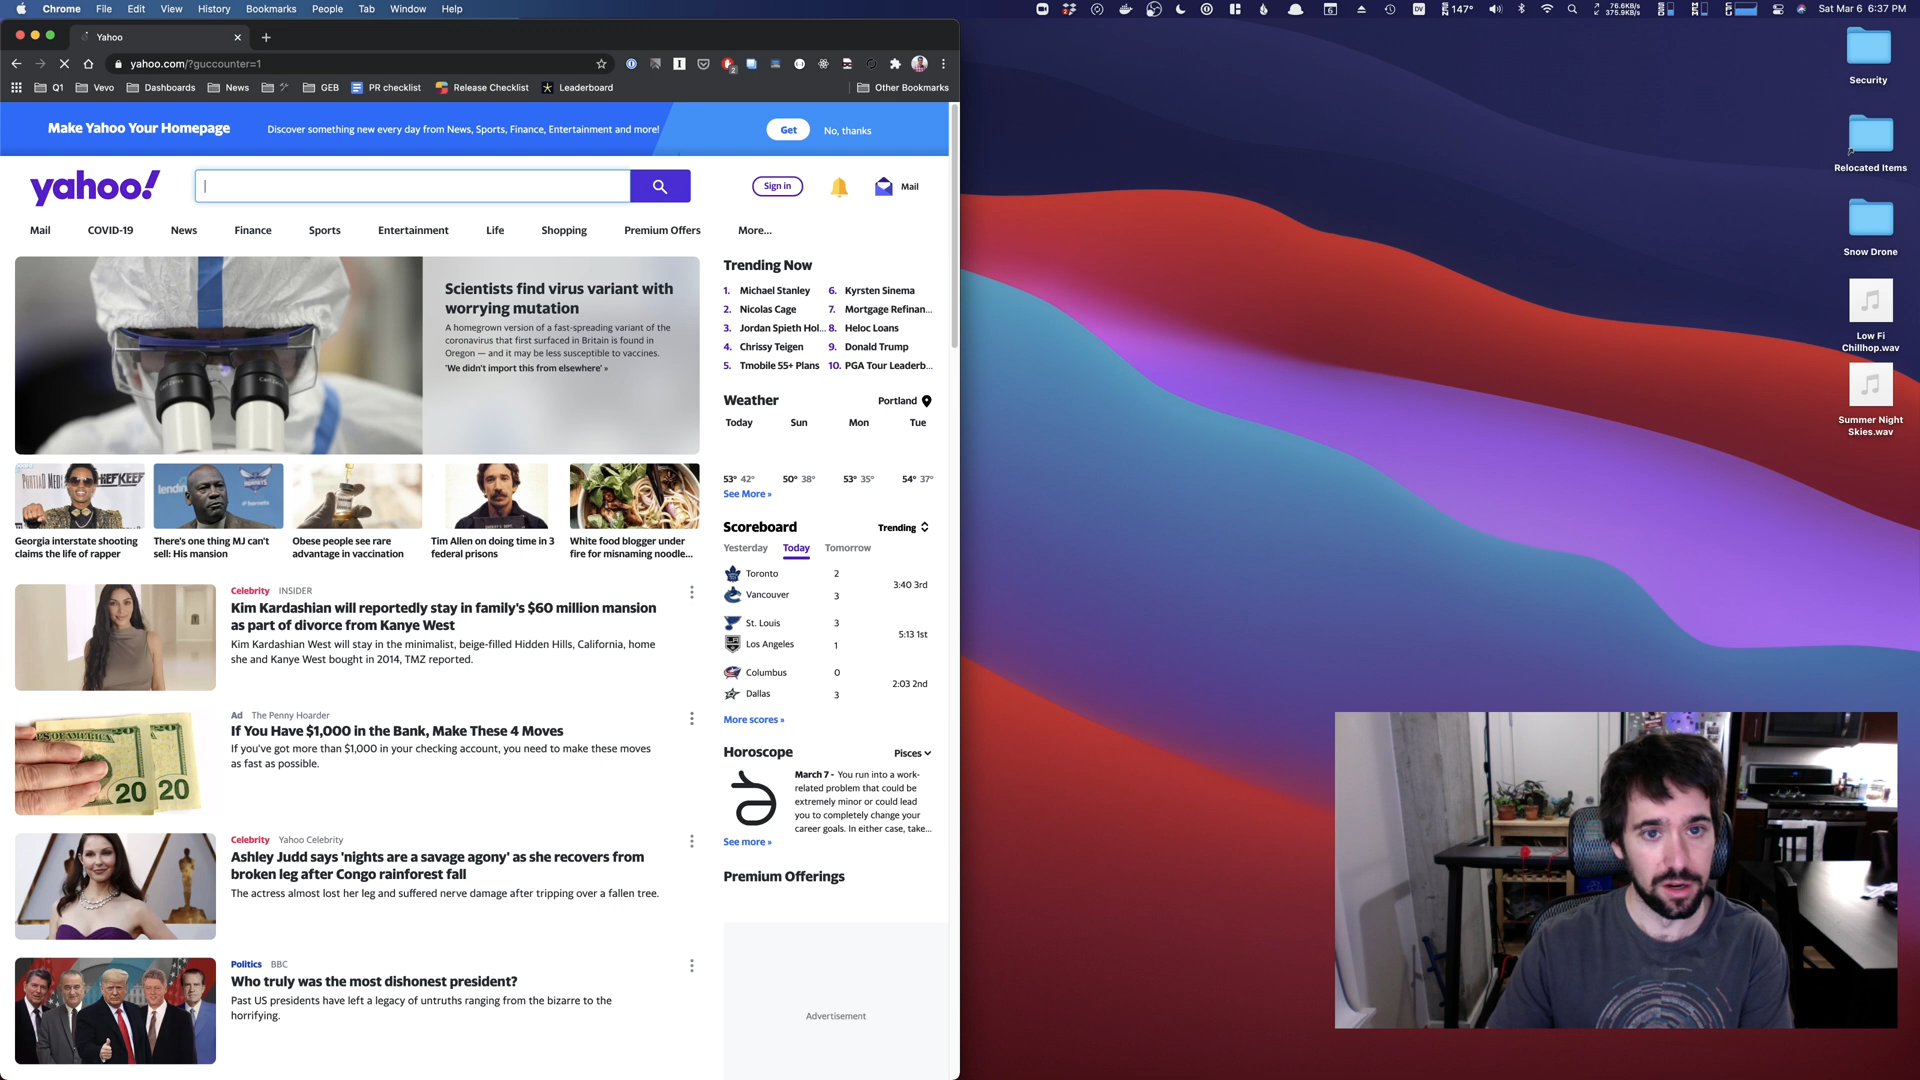 Chrome File Edit View History Bookmarks People Tab Window Help
147° 76.6KB/s 375.9KB/s Sat Mar 6 6:37 PM
Yahoo
yahoo.com/?guccounter=1
Q1 Vevo Dashboards News GEB PR checklist Release Checklist Leaderboard Other Bookmarks
Make Yahoo Your Homepage Discover something new every day from News, Sports, Finance, Entertainment and more! Get No, thanks
yahoo! Sign in Mail
Mail COVID-19 News Finance Sports Entertainment Life Shopping Premium Offers More...
Scientists find virus variant with
worrying mutation
A homegrown version of a fast-spreading variant of the
coronavirus that first surfaced in Britain is found in
Oregon — and it may be less susceptible to vaccines.
'We didn't import this from elsewhere' »
Georgia interstate shooting
claims the life of rapper
There's one thing MJ can't
sell: His mansion
Obese people see rare
advantage in vaccination
Tim Allen on doing time in 3
federal prisons
White food blogger under
fire for misnaming noodle...
Celebrity INSIDER
Kim Kardashian will reportedly stay in family's $60 million mansion
as part of divorce from Kanye West
Kim Kardashian West will stay in the minimalist, beige-filled Hidden Hills, California, home
she and Kanye West bought in 2014, TMZ reported.
Ad The Penny Hoarder
If You Have $1,000 in the Bank, Make These 4 Moves
If you've got more than $1,000 in your checking account, you need to make these moves
as fast as possible.
Celebrity Yahoo Celebrity
Ashley Judd says 'nights are a savage agony' as she recovers from
broken leg after Congo rainforest fall
The actress almost lost her leg and suffered nerve damage after tripping over a fallen tree.
Politics BBC
Who truly was the most dishonest president?
Past US presidents have left a legacy of untruths ranging from the bizarre to the
horrifying.
Trending Now
1. Michael Stanley 6. Kyrsten Sinema
2. Nicolas Cage 7. Mortgage Refinan...
3. Jordan Spieth Hol... 8. Heloc Loans
4. Chrissy Teigen 9. Donald Trump
5. Tmobile 55+ Plans 10. PGA Tour Leaderb...
Weather Portland
Today Sun Mon Tue
53° 42° 50° 38° 53° 35° 54° 37°
See More »
Scoreboard Trending
Yesterday Today Tomorrow
Toronto 2
3:40 3rd
Vancouver 3
St. Louis 3
5:13 1st
Los Angeles 1
Columbus 0
2:03 2nd
Dallas 3
More scores »
Horoscope Pisces
March 7 - You run into a work-
related problem that could be
extremely minor or could lead
you to completely change your
career goals. In either case, take...
See more »
Premium Offerings
Advertisement
Security
Relocated Items
Snow Drone
Low Fi
Chillhop.wav
Summer Night
Skies.wav